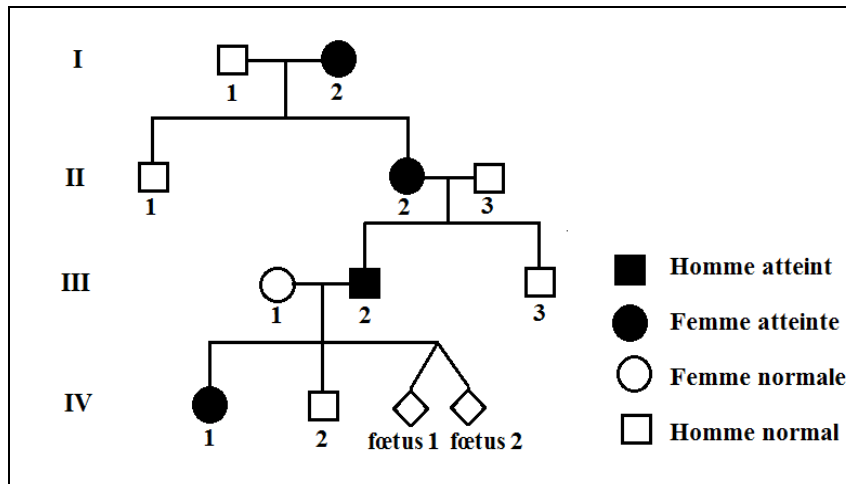 I
1 2
II
1 2 3
III
1 2 3
IV
1 2 fœtus 1 fœtus 2
Homme atteint
Femme atteinte
Femme normale
Homme normal